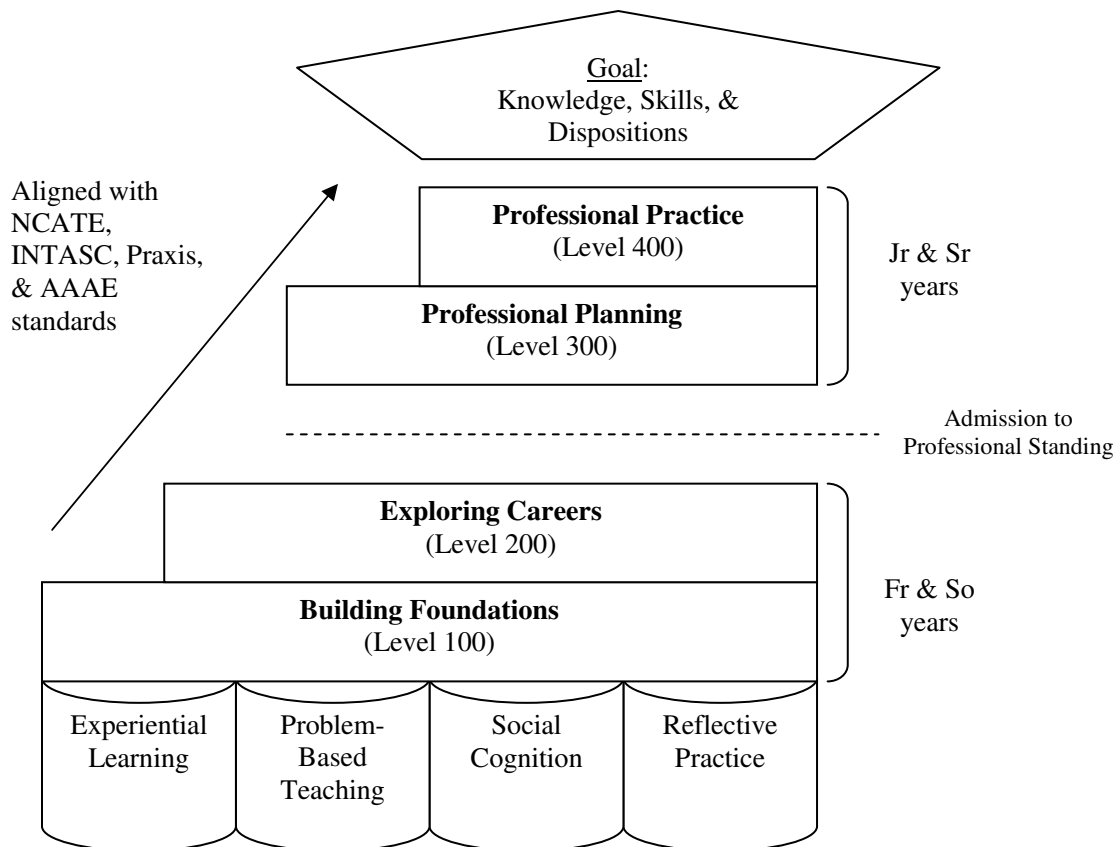 Goal:
Knowledge, Skills, &
Dispositions
Aligned with
NCATE,
INTASC, Praxis,
& AAAE
standards
Professional Practice
(Level 400)
Jr & Sr
years
Professional Planning
(Level 300)
Admission to
Professional Standing
Exploring Careers
(Level 200)
Fr & So
years
Building Foundations
(Level 100)
Experiential
Learning
Problem-
Based
Teaching
Social
Cognition
Reflective
Practice